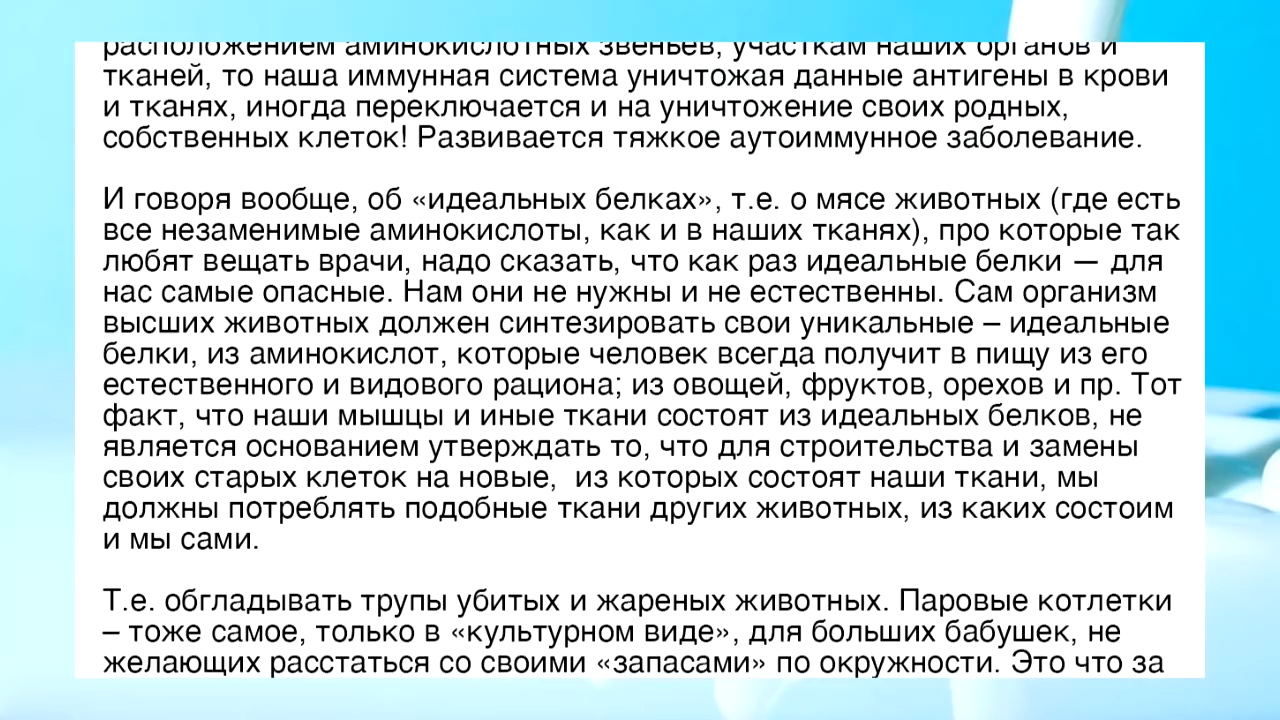 расположением аминокислотных звеньев, участкам наших органов и
тканей, то наша иммунная система уничтожая данные антигены в крови
и тканях, иногда переключается и на уничтожение своих родных,
собственных клеток! Развивается тяжкое аутоиммунное заболевание.
И говоря вообще, об «идеальных белках», т.е. о мясе животных (где есть
все незаменимые аминокислоты, как и в наших тканях), про которые так
любят вещать врачи, надо сказать, что как раз идеальные белки — для
нас самые опасные. Нам они не нужны и не естественны. Сам организм
высших животных должен синтезировать свои уникальные – идеальные
белки, из аминокислот, которые человек всегда получит в пищу из его
естественного и видового рациона; из овощей, фруктов, орехов и пр. Тот
факт, что наши мышцы и иные ткани состоят из идеальных белков, не
является основанием утверждать то, что для строительства и замены
своих старых клеток на новые,  из которых состоят наши ткани, мы
должны потреблять подобные ткани других животных, из каких состоим
и мы сами.
Т.е. обгладывать трупы убитых и жареных животных. Паровые котлетки
– тоже самое, только в «культурном виде», для больших бабушек, не
желающих расстаться со своими «запасами» по окружности. Это что за